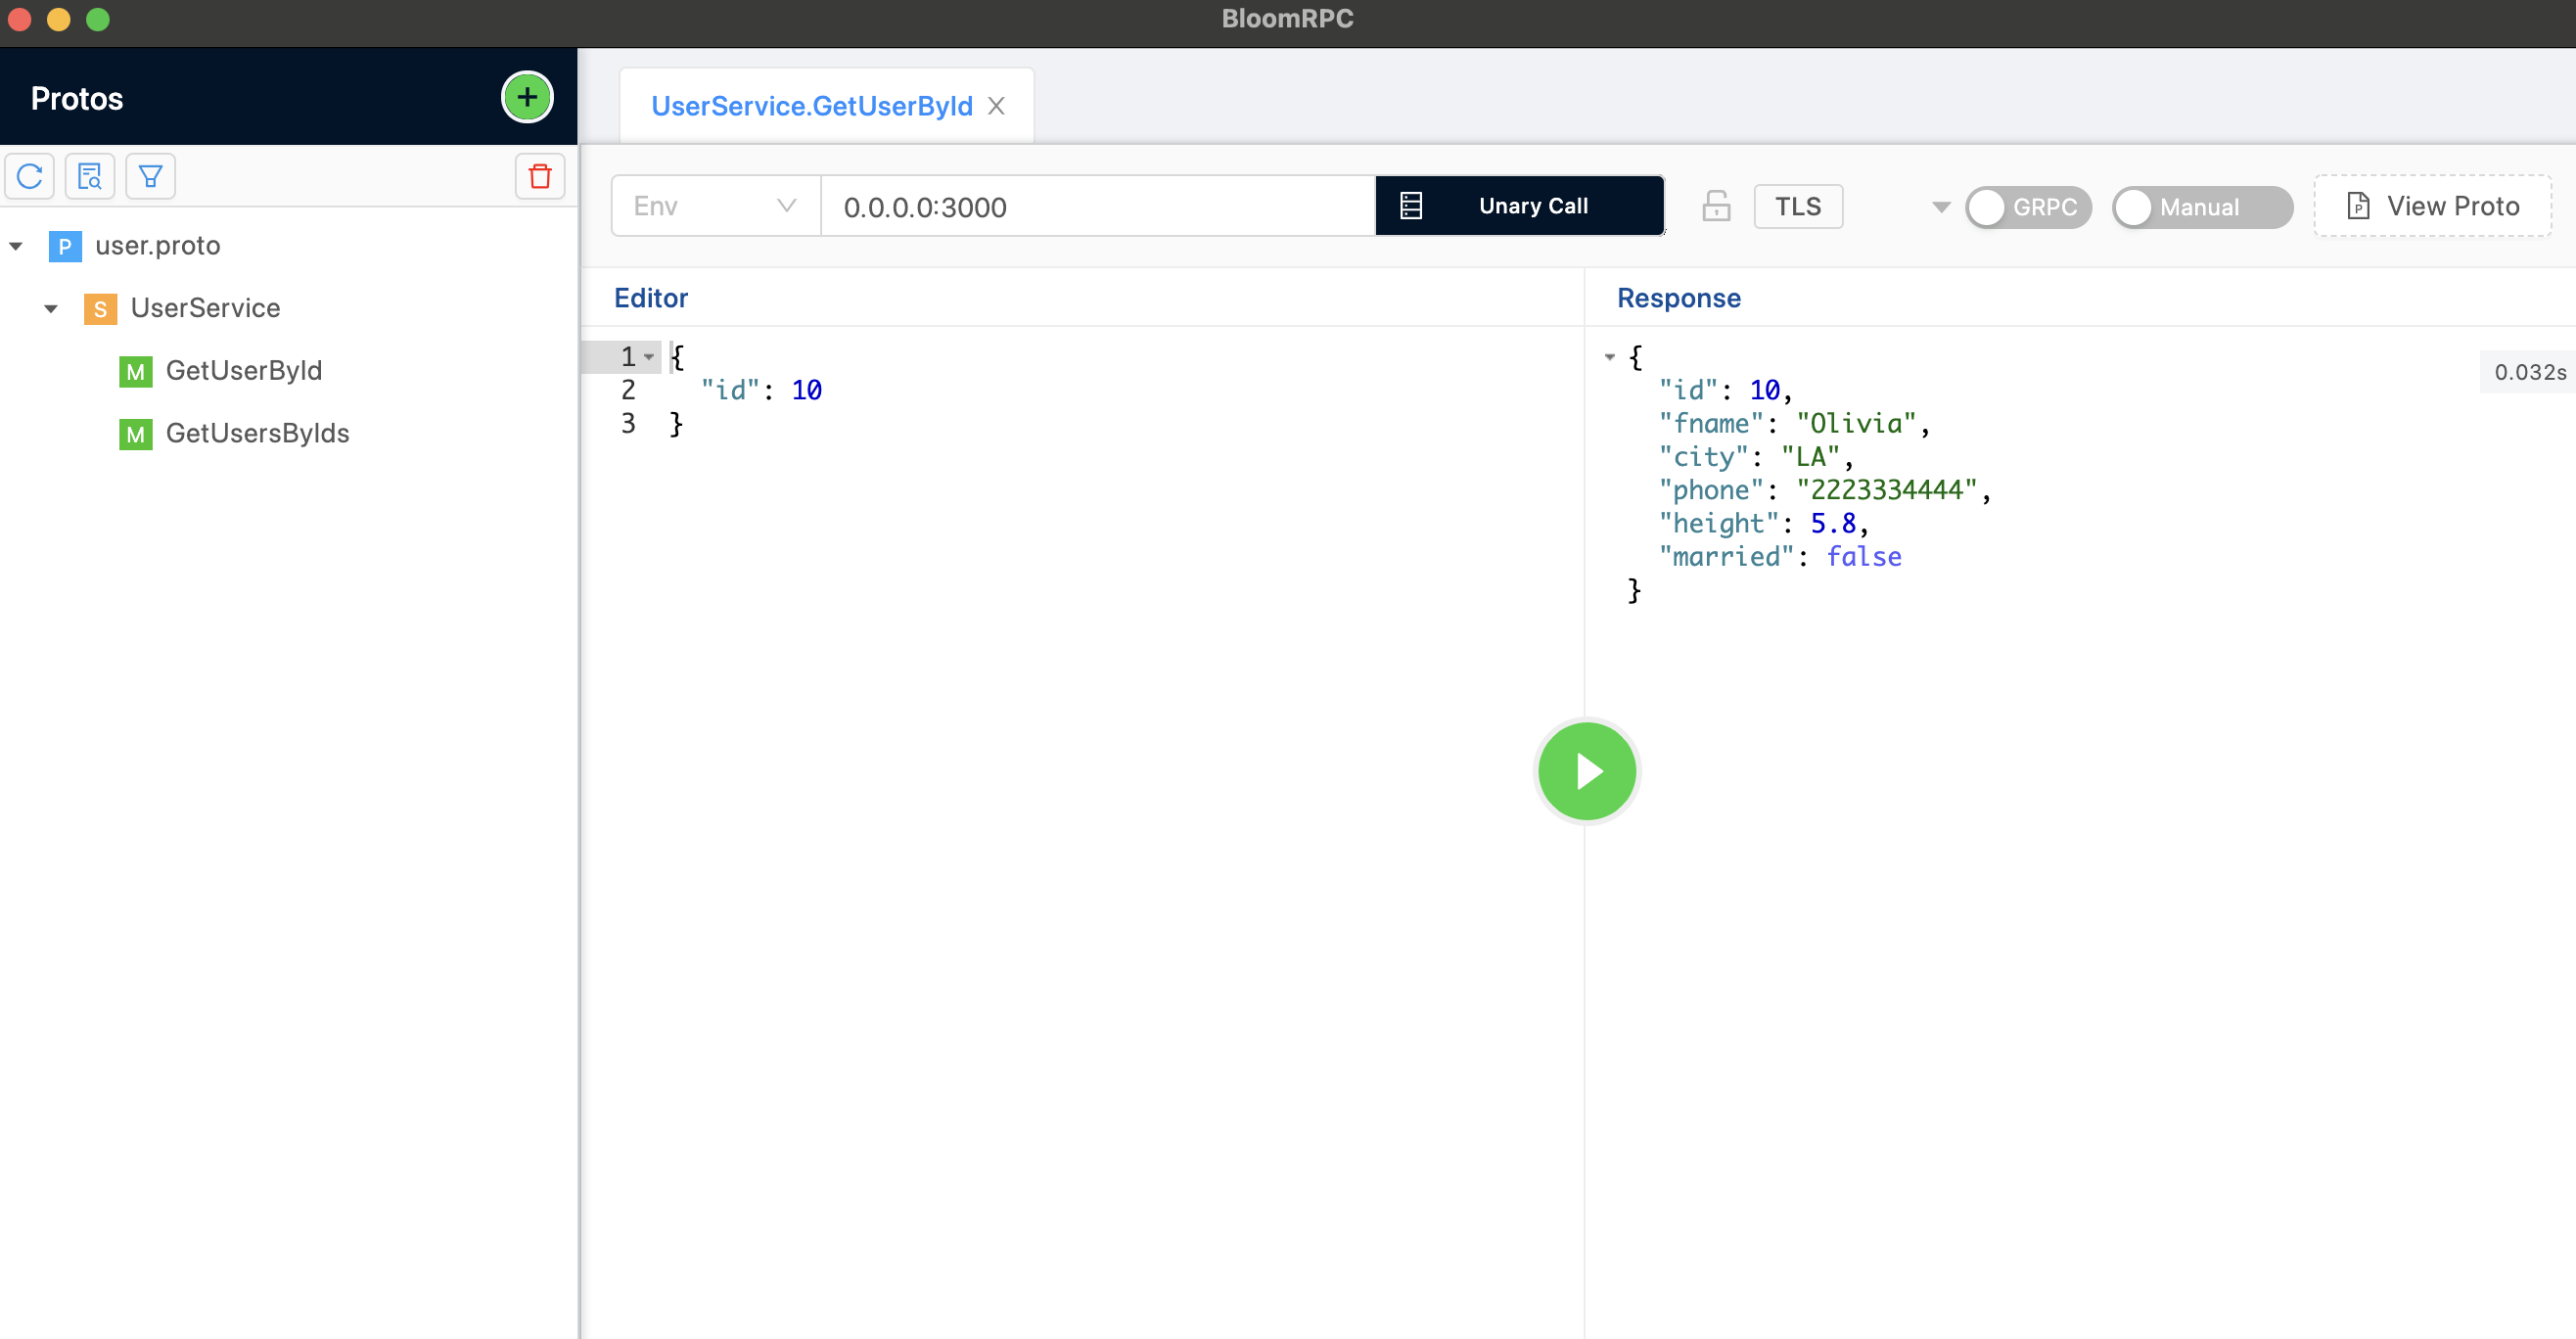 BloomRPC
Protos
UserService.GetUserById
Env
0.0.0.0:3000
Unary Call
TLS
GRPC
Manual
View Proto
P user.proto
S UserService
M GetUserById
M GetUsersByIds
Editor
1 {
2 "id": 10
3 }
Response
{
"id": 10,
"fname": "Olivia",
"city": "LA",
"phone": "2223334444",
"height": 5.8,
"married": false
}
0.032s